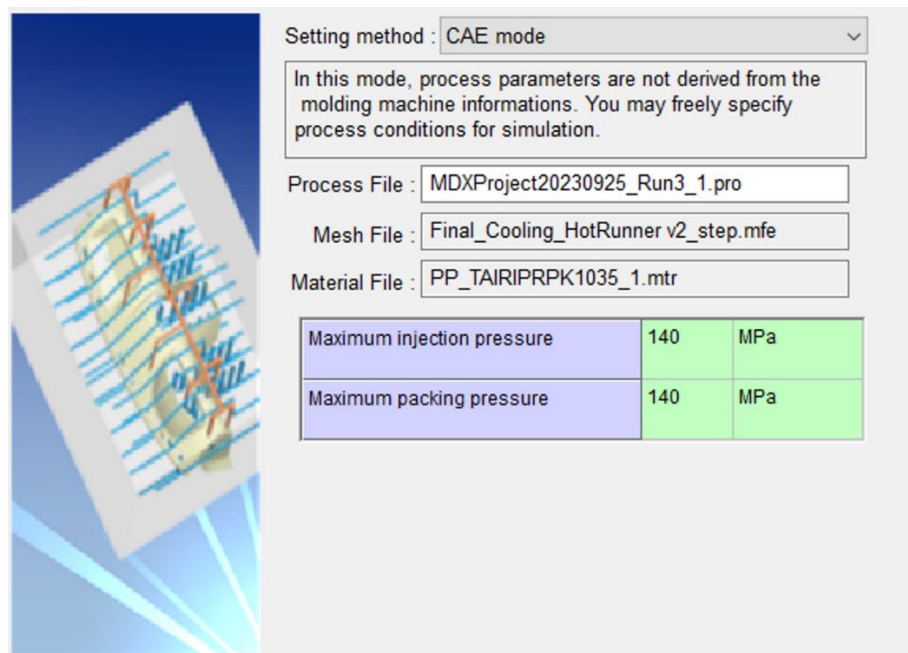 Setting method : CAE mode
In this mode, process parameters are not derived from the
molding machine informations. You may freely specify
process conditions for simulation.
Process File : MDXProject20230925_Run3_1.pro
Mesh File : Final_Cooling_HotRunner v2_step.mfe
Material File : PP_TAIRIPRPK1035_1.mtr
Maximum injection pressure 140 MPa
Maximum packing pressure 140 MPa